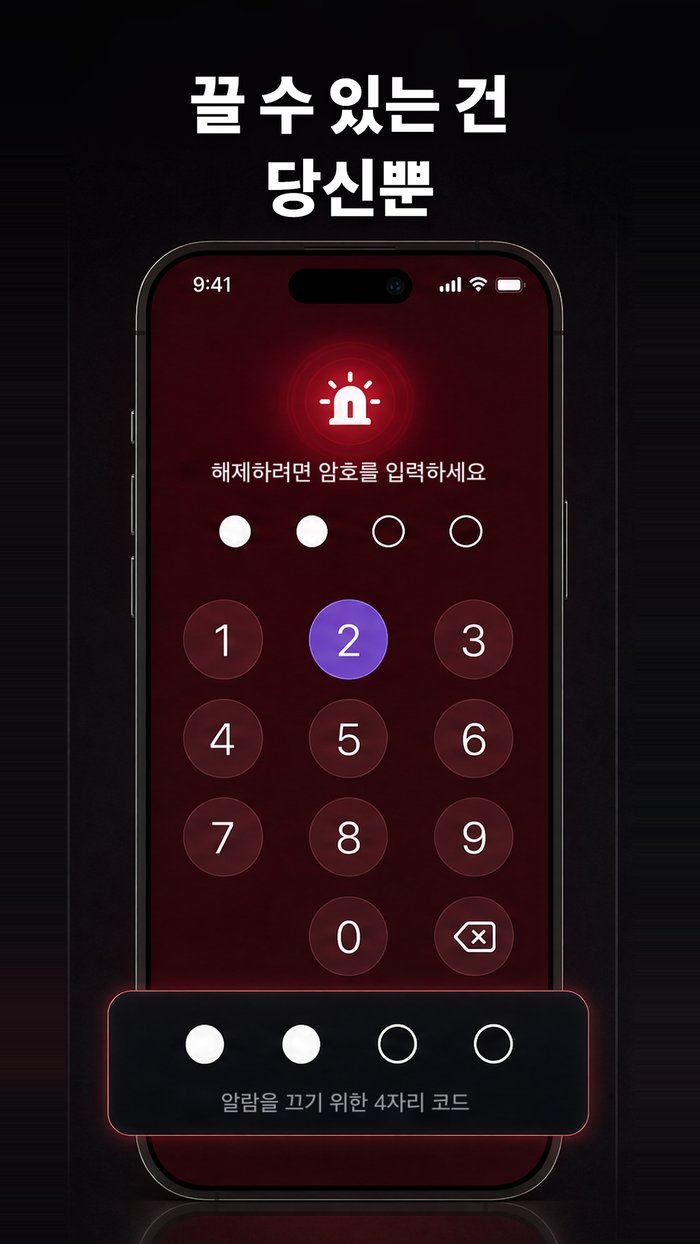 끌 수 있는 건
당신뿐
9:41
해제하려면 암호를 입력하세요
1 2 3
4 5 6
7 8 9
0
알람을 끄기 위한 4자리 코드